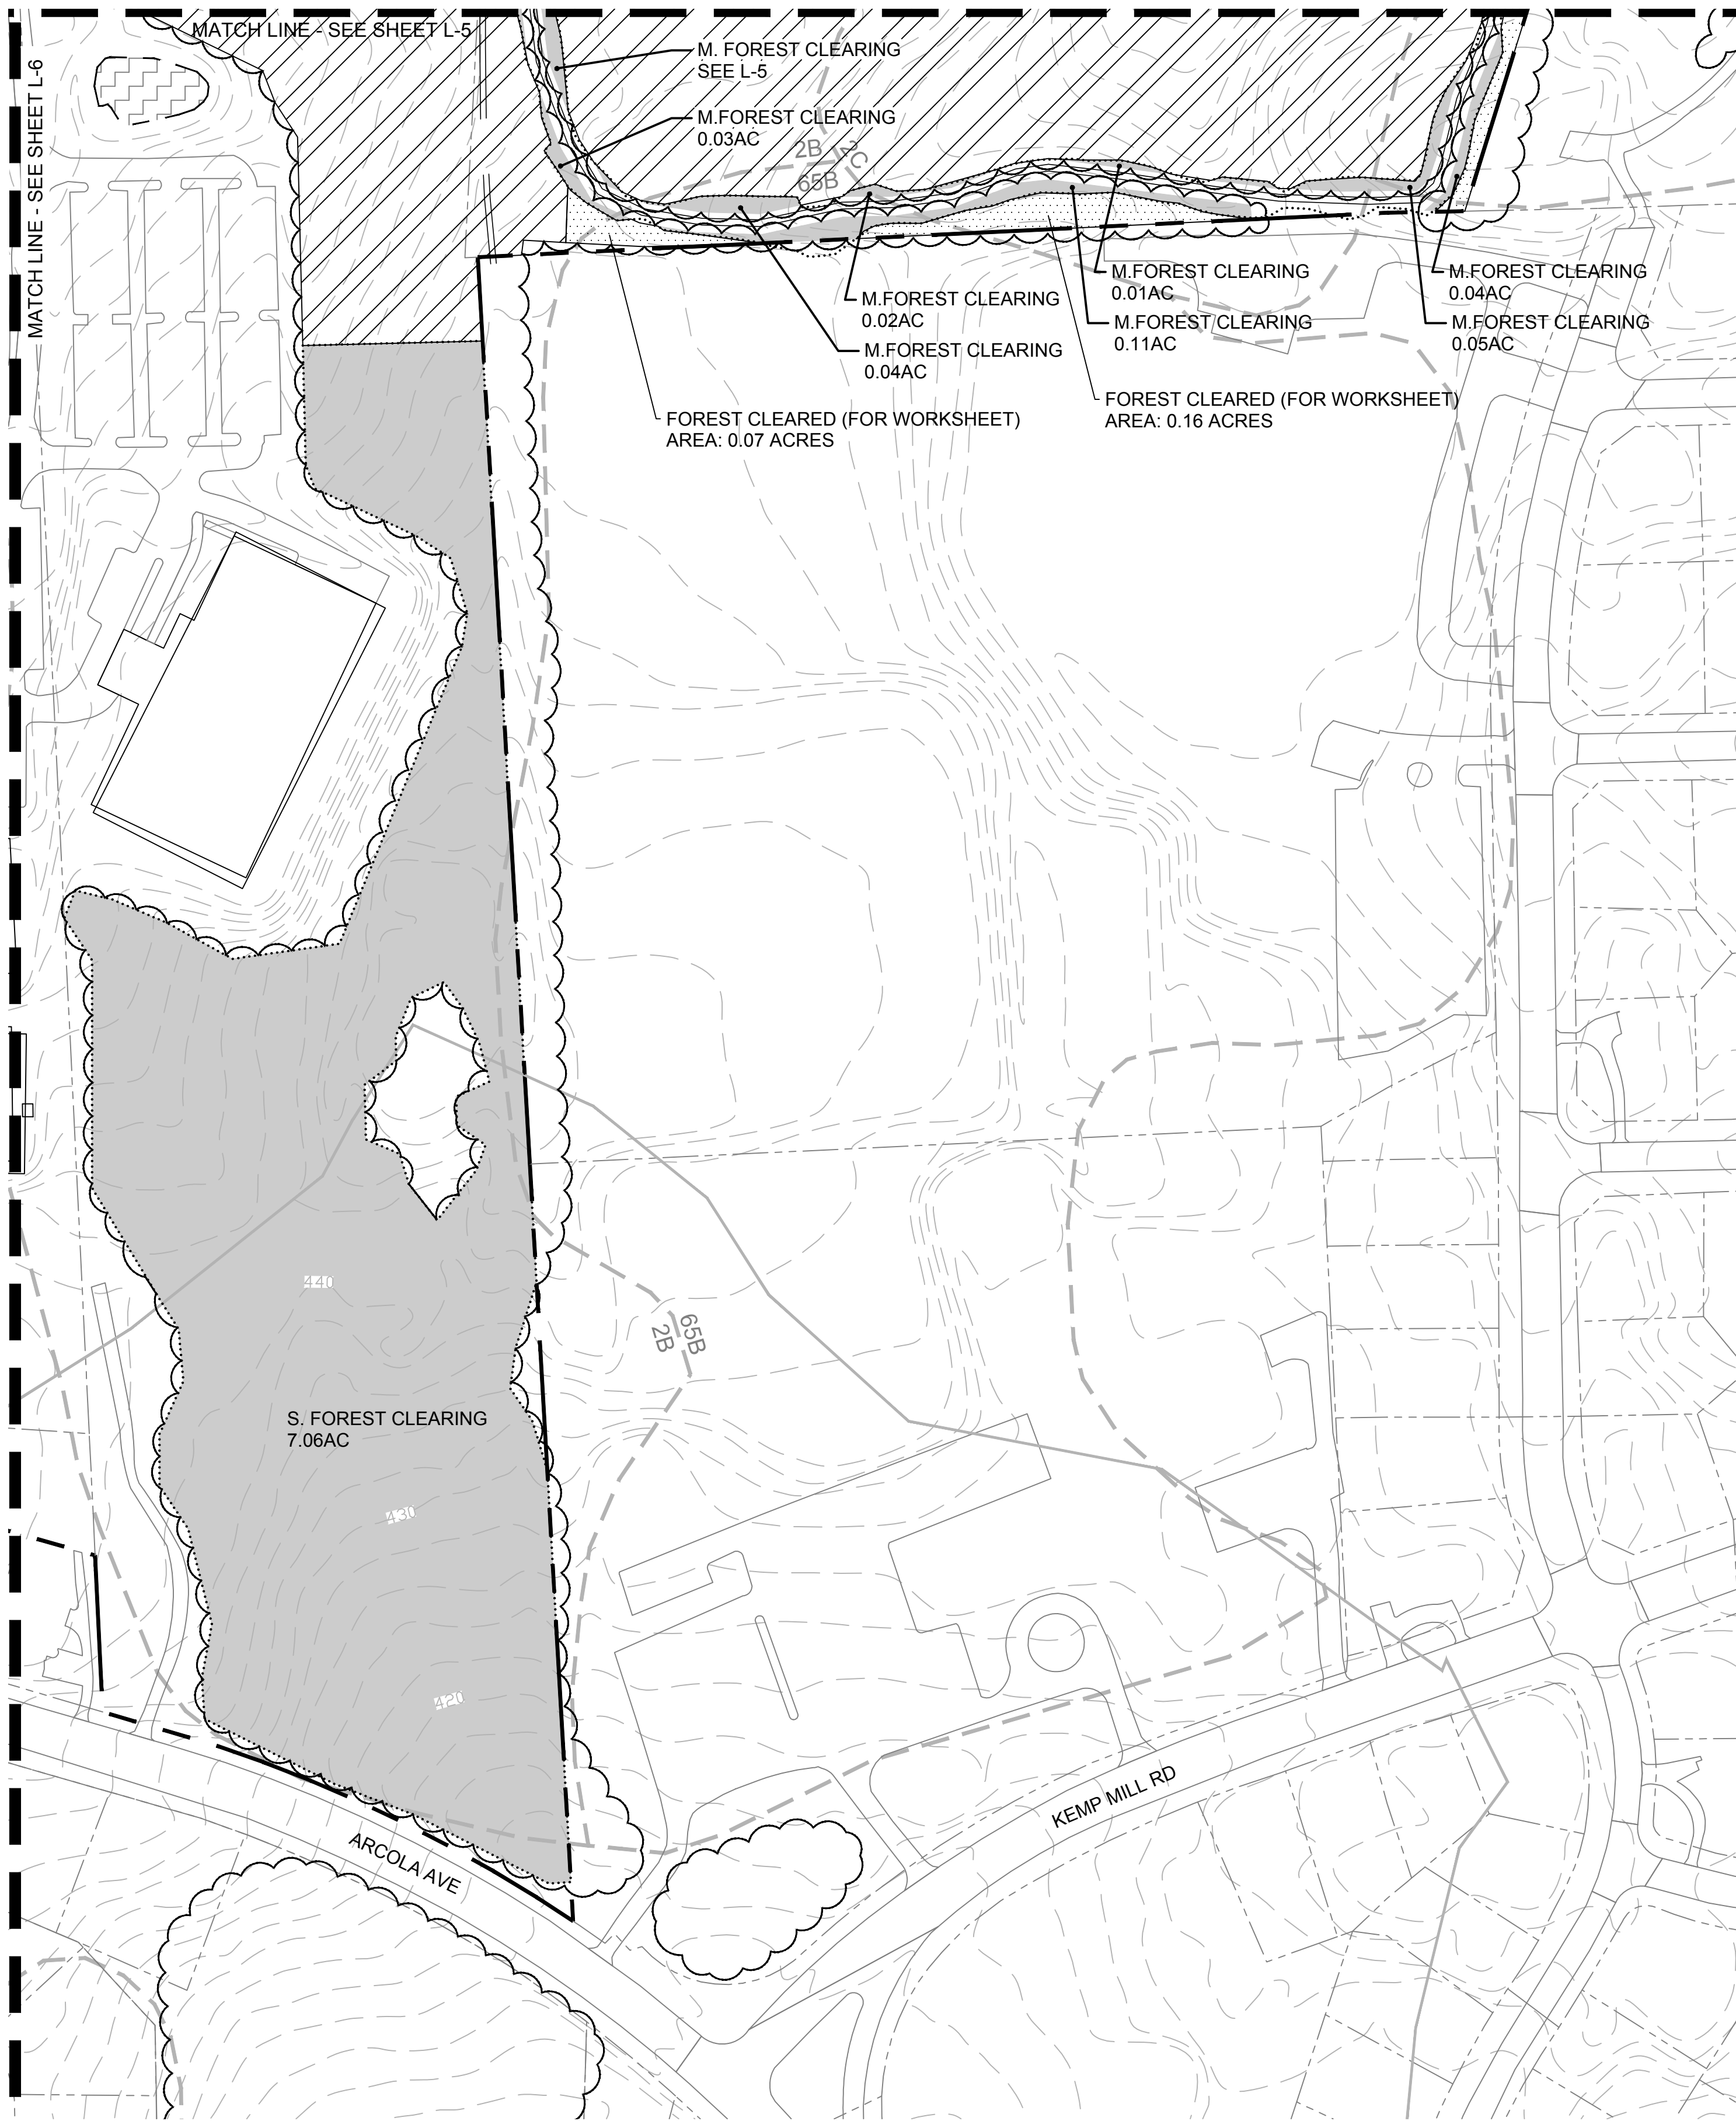 MATCH LINE - SEE SHEET L-5
MATCH LINE - SEE SHEET L-6
M. FOREST CLEARING
SEE L-5
M.FOREST CLEARING
0.03AC
2B
2C
65B
M.FOREST CLEARING
0.02AC
M.FOREST CLEARING
0.04AC
M.FOREST CLEARING
0.01AC
M.FOREST CLEARING
0.11AC
M.FOREST CLEARING
0.04AC
M.FOREST CLEARING
0.05AC
FOREST CLEARED (FOR WORKSHEET)
AREA: 0.07 ACRES
FOREST CLEARED (FOR WORKSHEET)
AREA: 0.16 ACRES
440
65B
2B
S. FOREST CLEARING
7.06AC
430
420
KEMP MILL RD
ARCOLA AVE